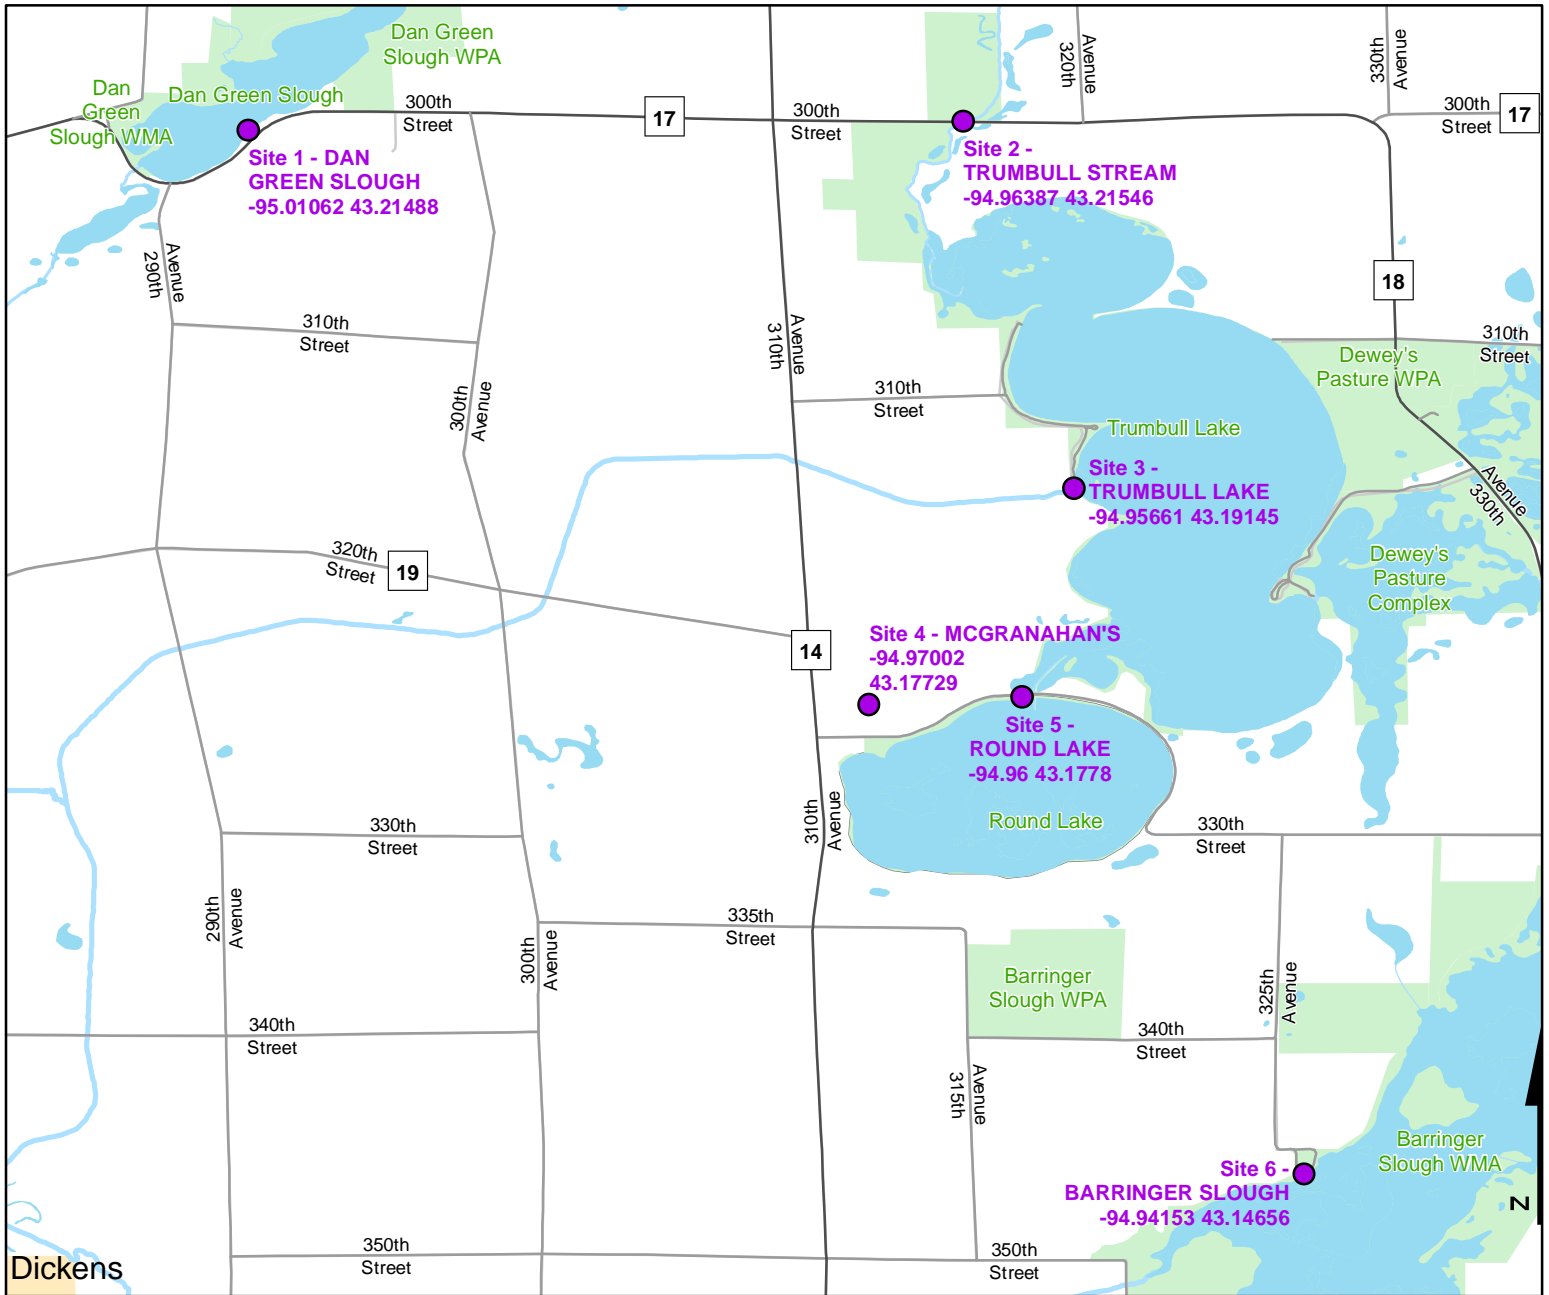 Dan Green
Slough WPA
Dan
Green
Slough WMA
Dan Green Slough
300th
Street
17
300th
Street
320th
Avenue
330th
Avenue
300th
Street
17
Site 1 - DAN
GREEN SLOUGH
-95.01062 43.21488
Site 2 -
TRUMBULL STREAM
-94.96387 43.21546
290th
Avenue
18
310th
Street
310th
Avenue
310th
Street
Dewey's
Pasture WPA
300th
Avenue
310th
Street
Trumbull Lake
Site 3 -
TRUMBULL LAKE
-94.95661 43.19145
330th
Avenue
320th
Street
19
Dewey's
Pasture
Complex
14
Site 4 - MCGRANAHAN'S
-94.97002
43.17729
Site 5 -
ROUND LAKE
-94.96 43.1778
Round Lake
310th
Avenue
330th
Street
330th
Street
290th
Avenue
335th
Street
300th
Avenue
Barringer
Slough WPA
325th
Avenue
340th
Street
340th
Street
315th
Avenue
Barringer
Slough WMA
Site 6 -
BARRINGER SLOUGH
-94.94153 43.14656
N
350th
Street
350th
Street
Dickens